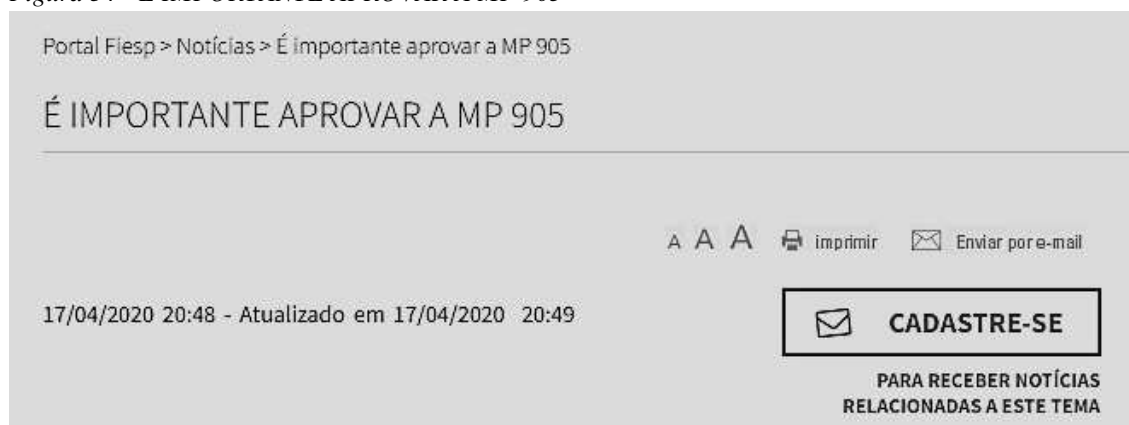 Portal Fiesp > Notícias > É importante aprovar a MP 905
É IMPORTANTE APROVAR A MP 905
A A A imprimir Enviar por e-mail
17/04/2020 20:48 - Atualizado em 17/04/2020 20:49
CADASTRE-SE
PARA RECEBER NOTÍCIAS
RELACIONADAS A ESTE TEMA